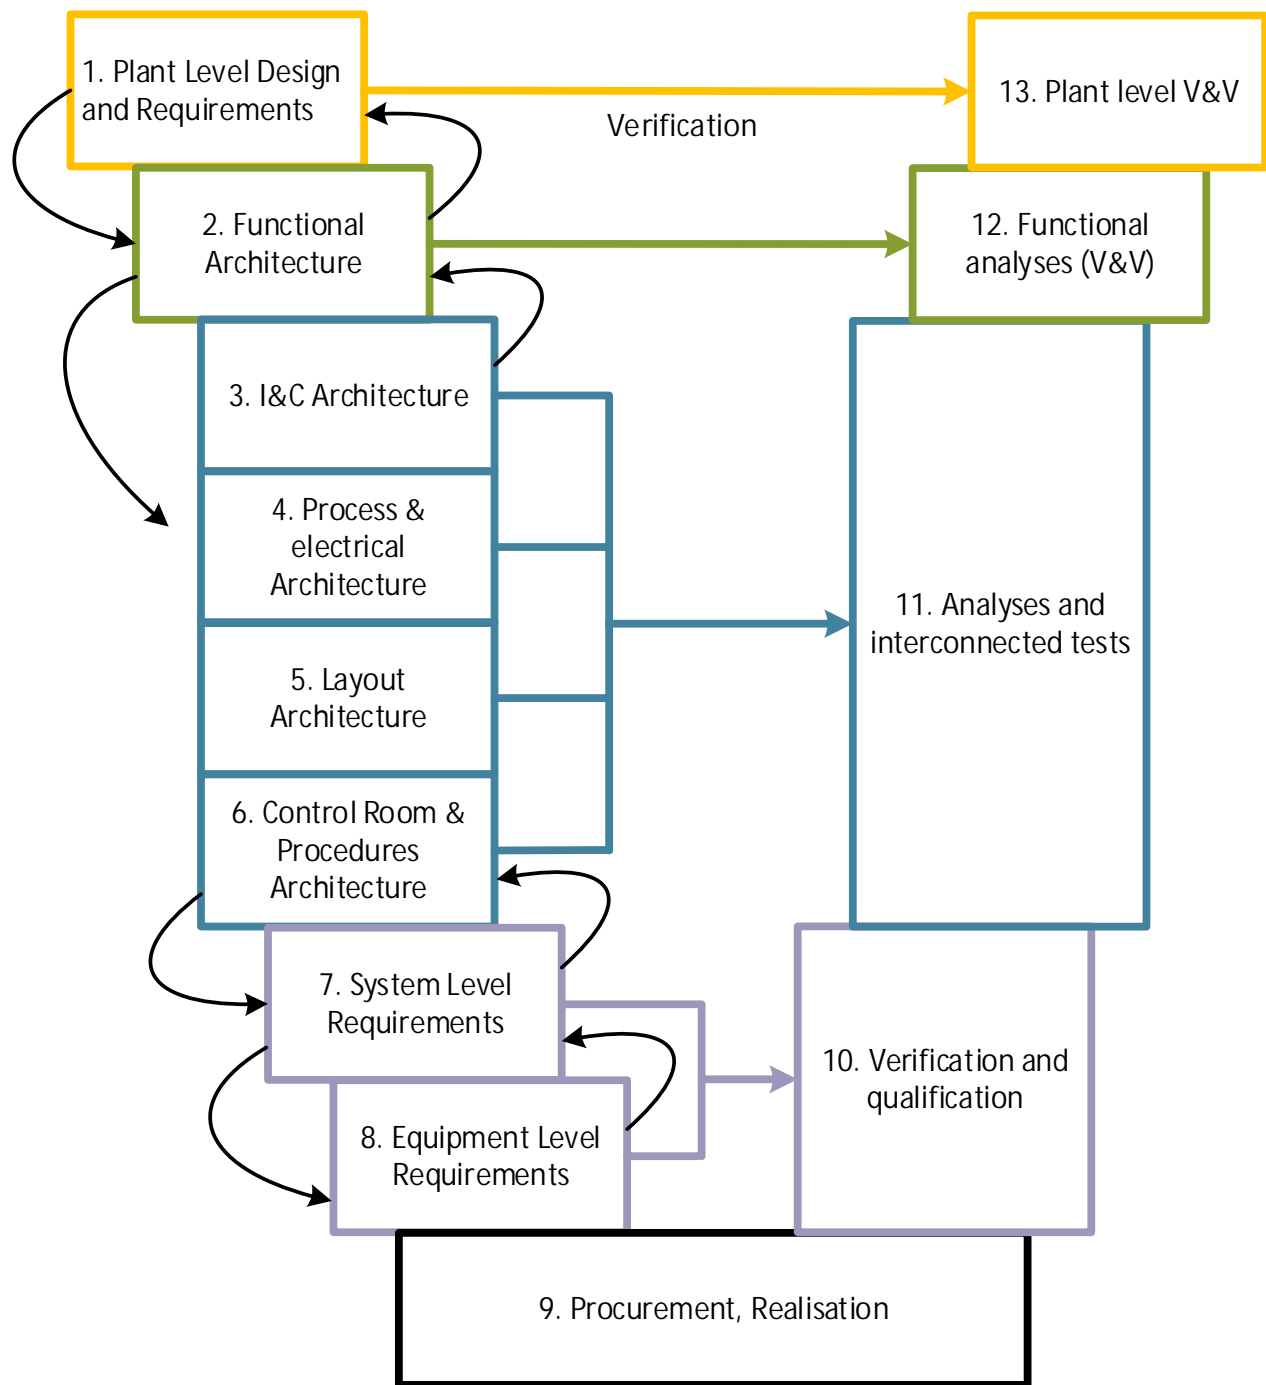 1. Plant Level Design
and Requirements
13. Plant level V&V
Verification
2. Functional
Architecture
12. Functional
analyses (V&V)
3. I&C Architecture
4. Process &
electrical
Architecture
11. Analyses and
interconnected tests
5. Layout
Architecture
6. Control Room &
Procedures
Architecture
7. System Level
Requirements
10. Verification and
qualification
8. Equipment Level
Requirements
9. Procurement, Realisation